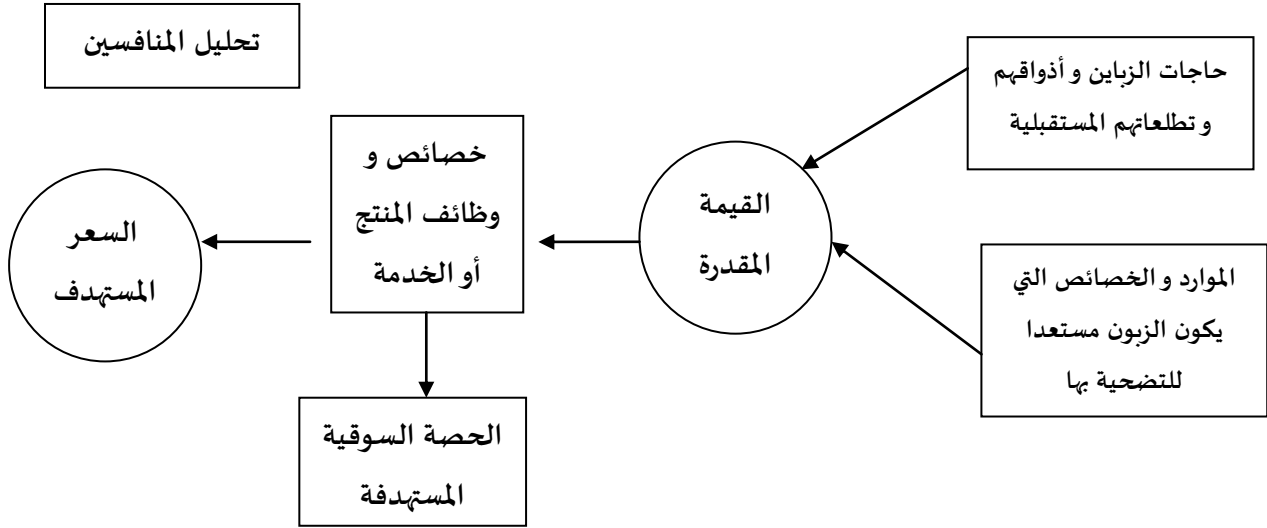 تحليل المنافسين
حاجات الزباين و أذواقهم
و تطلعاتهم المستقبلية
خصائص و
وظائف المنتج
أو الخدمة
القيمة
المقدرة
السعر
المستهدف
الموارد و الخصائص التي
يكون الزبون مستعدا
للتضحية بها
الحصة السوقية
المستهدفة